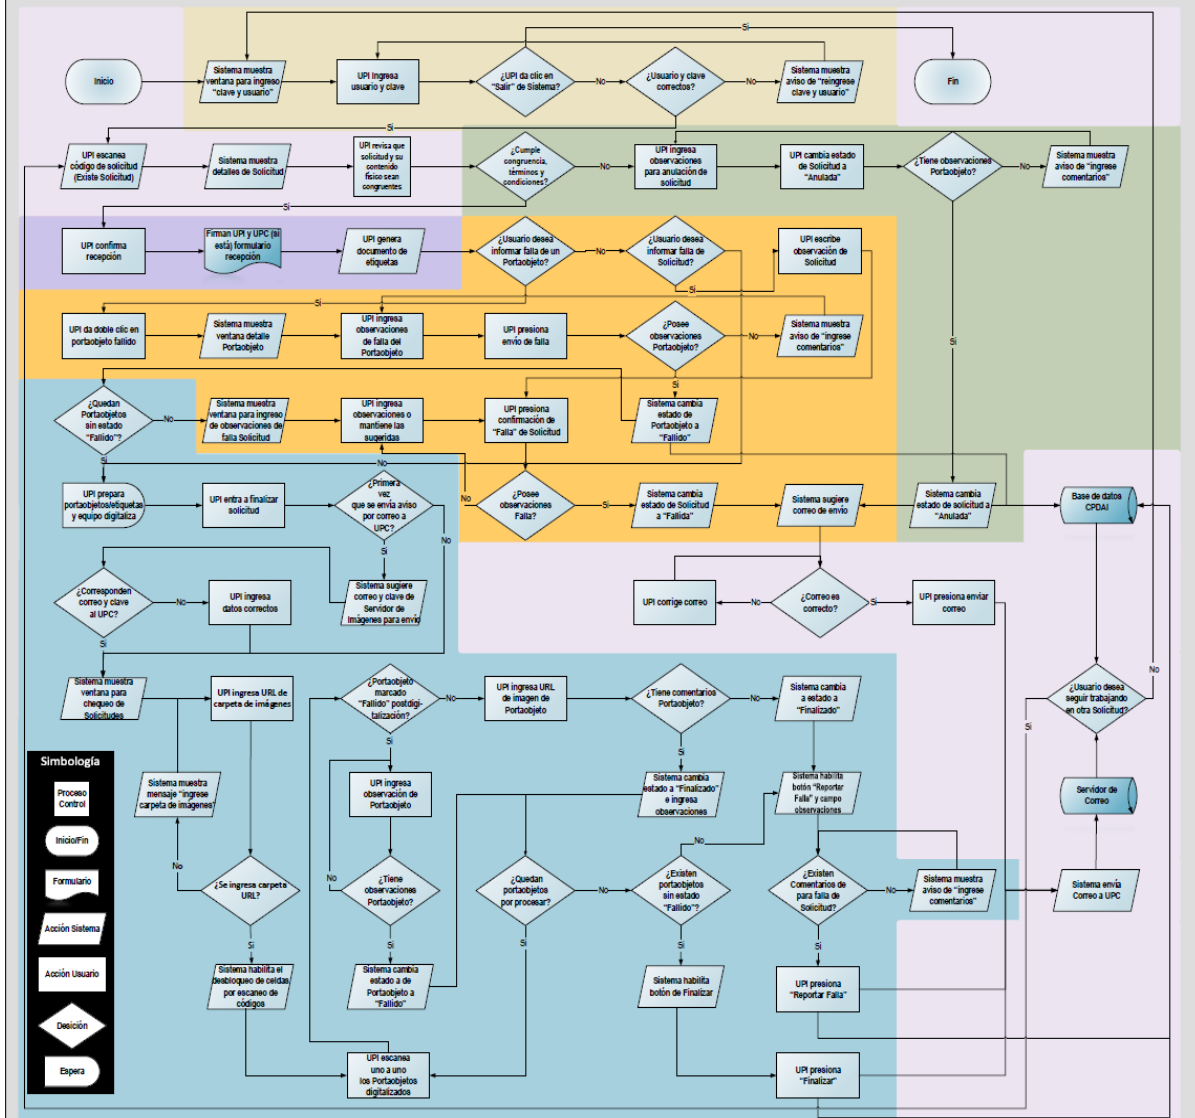 Inicio
Sistema muestra
ventana para ingreso
"clave y usuario"
UPI ingresa
usuario y clave
¿UPI da clic en
"Salir" de Sistema?
No
¿Usuario y clave
correctos?
No
Sistema muestra
aviso de "reingrese
clave y usuario"
Si
Fin
Si
UPI escanea
código de solicitud
(Existe Solicitud)
Sistema muestra
detalles de Solicitud
UPI revisa que
solicitud y su
contenido
físico sean
congruentes
¿Cumple
congruencia,
términos y
condiciones?
No
UPI ingresa
observaciones
para anulación de
solicitud
UPI cambia estado
de Solicitud a
"Anulada"
¿Tiene observaciones
Portaobjeto?
No
Sistema muestra
aviso de "ingrese
comentarios"
Si
UPI confirma
recepción
Firman UPI y UPC (si
está) formulario
recepción
UPI genera
documento de
etiquetas
¿Usuario desea
informar falla de un
Portaobjeto?
No
¿Usuario desea
informar falla de
Solicitud?
Si
UPI escribe
observación de
Solicitud
Si
UPI da doble clic en
portaobjeto fallido
Sistema muestra
ventana detalle
Portaobjeto
UPI ingresa
observaciones
de falla del
Portaobjeto
UPI presiona
envío de falla
¿Posee
observaciones
Portaobjeto?
No
Sistema muestra
aviso de "ingrese
comentarios"
Si
Si
¿Quedan
Portaobjetos
sin estado
"Fallido"?
No
Sistema muestra
ventana para ingreso
de observaciones de
falla Solicitud
UPI ingresa
observaciones o
mantiene las
sugeridas
UPI presiona
confirmación de
"Falla" de Solicitud
Sistema cambia
estado de
Portaobjeto a
"Fallido"
Si
No
UPI prepara
portaobjetos/etiquetas
y equipo digitaliza
UPI entra a finalizar
solicitud
¿Primera
vez
que se envía aviso
por correo a
UPC?
No
No
¿Posee
observaciones
Falla?
Si
Sistema cambia
estado de Solicitud
a "Fallida"
Sistema sugiere
correo de envío
Sistema cambia
estado de solicitud a
"Anulada"
Base de datos
CPDAI
Si
¿Corresponden
correo y clave
al UPC?
No
UPI ingresa
datos correctos
Sistema sugiere
correo y clave de
Servidor de
Imágenes para envío
UPI corrige correo
No
¿Correo es
correcto?
Si
UPI presiona enviar
correo
Si
Sistema muestra
ventana para
chequeo de
Solicitudes
UPI ingresa URL de
carpeta de imágenes
¿Portaobjeto
marcado
"Fallido" postdigi-
talización?
No
UPI ingresa URL
de imagen de
Portaobjeto
¿Tiene comentarios
Portaobjeto?
No
Sistema cambia
a estado a
"Finalizado"
¿Usuario desea
seguir trabajando
en otra Solicitud?
No
Si
Si
Si
Simbología
Proceso
Control
Inicio/Fin
Formulario
Acción Sistema
Acción Usuario
Desición
Espera
Sistema muestra
mensaje "ingrese
carpeta de imágenes"
UPI ingresa
observación de
Portaobjeto
Sistema cambia
estado a "Finalizado"
e ingresa
observaciones
Sistema habilita
botón "Reportar
Falla" y campo
observaciones
Servidor de
Correo
No
No
¿Se ingresa carpeta
URL?
No
¿Tiene
observaciones
Portaobjeto?
¿Quedan
portaobjetos
por procesar?
No
¿Existen
portaobjetos
sin estado
"Fallido"?
¿Existen
Comentarios de
para falla de
Solicitud?
No
Sistema muestra
aviso de "ingrese
comentarios"
Sistema envía
Correo a UPC
Si
Si
Si
Si
Si
Sistema habilita el
desbloqueo de celdas
por escaneo de
códigos
Sistema cambia
estado a de
Portaobjeto a
"Fallido"
Sistema habilita
botón de Finalizar
UPI presiona
"Reportar Falla"
UPI escanea
uno a uno
los Portaobjetos
digitalizados
UPI presiona
"Finalizar"